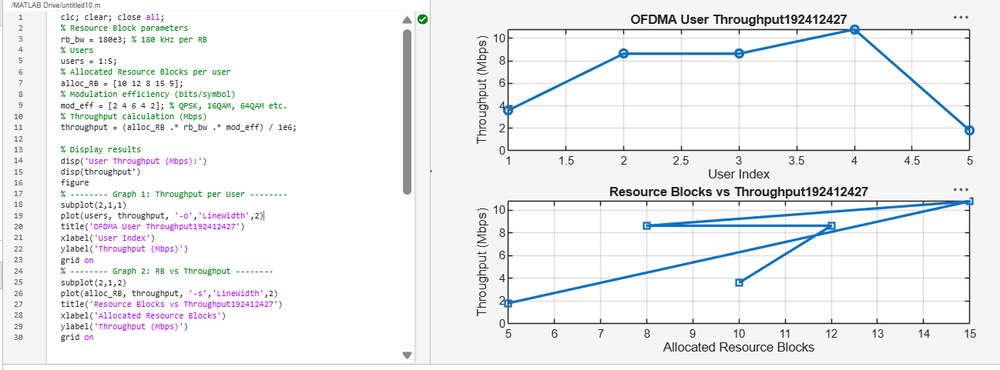 /MATLAB Drive/untitled10.m
1 clc; clear; close all;
2 % Resource Block parameters
3 rb_bw = 180e3; % 180 kHz per RB
4 % Users
5 users = 1:5;
6 % Allocated Resource Blocks per user
7 alloc_RB = [10 12 8 15 5];
8 % Modulation efficiency (bits/symbol)
9 mod_eff = [2 4 6 4 2]; % QPSK, 16QAM, 64QAM etc.
10 % Throughput calculation (Mbps)
11 throughput = (alloc_RB .* rb_bw .* mod_eff) / 1e6;
12
13 % Display results
14 disp('User Throughput (Mbps):')
15 disp(throughput')
16 figure
17 % -------- Graph 1: Throughput per User --------
18 subplot(2,1,1)
19 plot(users, throughput, '-o','LineWidth',2)
20 title('OFDMA User Throughput192412427')
21 xlabel('User Index')
22 ylabel('Throughput (Mbps)')
23 grid on
24 % -------- Graph 2: RB vs Throughput --------
25 subplot(2,1,2)
26 plot(alloc_RB, throughput, '-s','LineWidth',2)
27 title('Resource Blocks vs Throughput192412427')
28 xlabel('Allocated Resource Blocks')
29 ylabel('Throughput (Mbps)')
30 grid on
OFDMA User Throughput192412427
Throughput (Mbps)
10
8
6
4
2
0
1 1.5 2 2.5 3 3.5 4 4.5 5
User Index
Resource Blocks vs Throughput192412427
Throughput (Mbps)
10
8
6
4
2
0
5 6 7 8 9 10 11 12 13 14 15
Allocated Resource Blocks